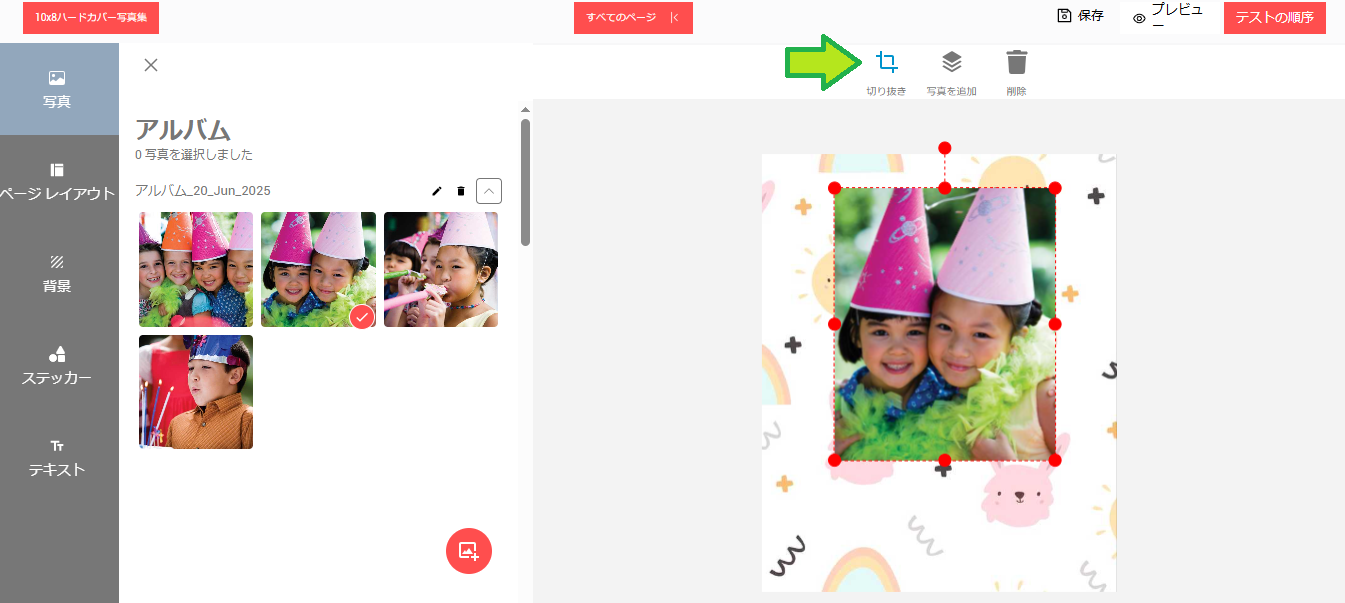 10x8ハードカバー写真集
すべてのページ
保存
プレビュ
ー
テストの順序
写真
ページ レイアウト
背景
ステッカー
テキスト
アルバム
0 写真を選択しました
アルバム_20_Jun_2025
切り抜き
写真を追加
削除